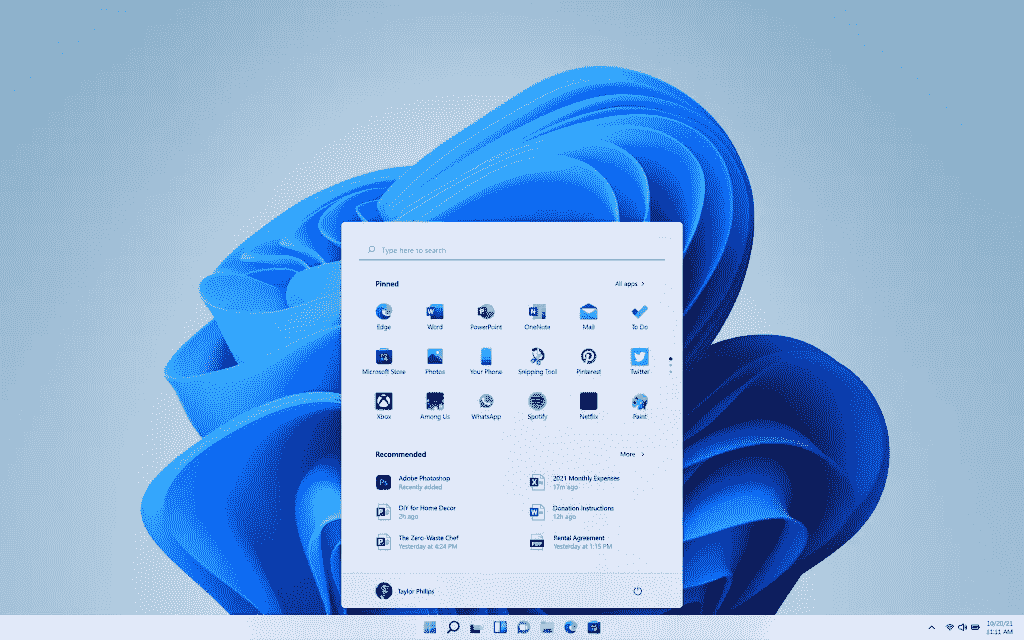 Type here to search
Pinned
All apps
Edge
Word
PowerPoint
OneNote
Mail
To Do
Microsoft Store
Photos
Your Phone
Snipping Tool
Pinterest
Twitter
Xbox
Among Us
WhatsApp
Spotify
Netflix
Paint
Recommended
More
Adobe Photoshop
Recently added
2021 Monthly Expenses
17m ago
DIY for Home Decor
2h ago
Donation Instructions
12h ago
The Zero-Waste Chef
Yesterday at 4:24 PM
Rental Agreement
Yesterday at 1:15 PM
Taylor Philips
10/20/21
11:11 AM